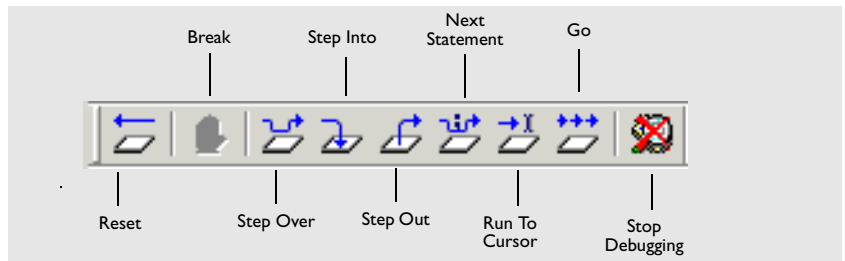 Break
Step Into
Next
Statement
Go
Reset
Step Over
Step Out
Run To
Cursor
Stop
Debugging